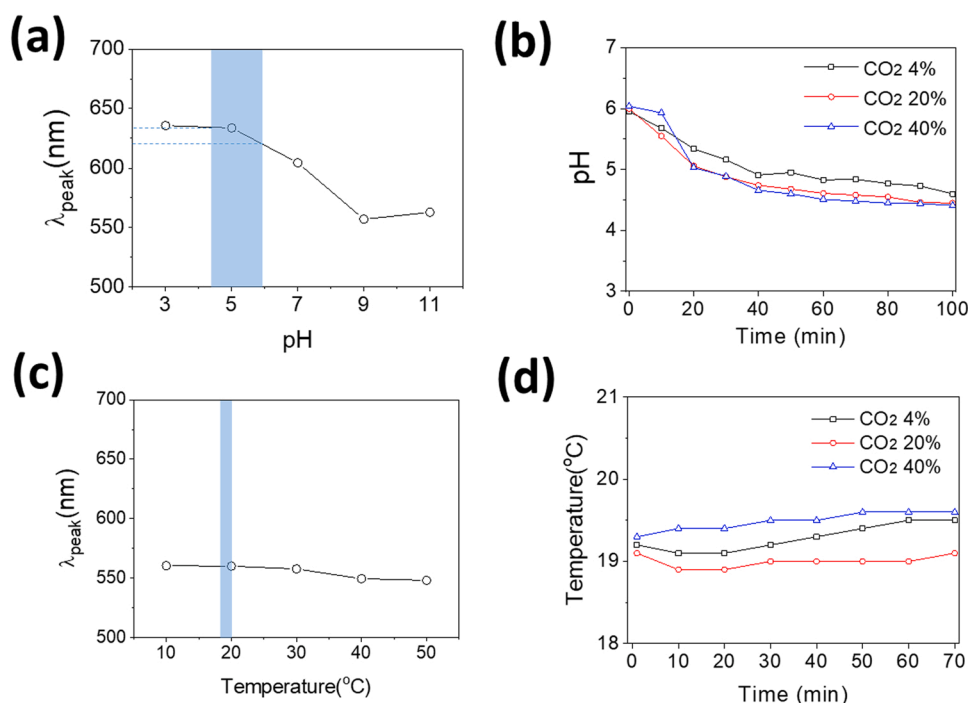 (a)
700
650
600
550
500
λpeak(nm)
3 5 7 9 11
pH
(b)
7
6
5
4
3
pH
CO2 4%
CO2 20%
CO2 40%
0 20 40 60 80 100
Time (min)
(c)
700
650
600
550
500
λpeak(nm)
10 20 30 40 50
Temperature(oC)
(d)
21
20
19
18
Temperature(oC)
CO2 4%
CO2 20%
CO2 40%
0 10 20 30 40 50 60 70
Time (min)